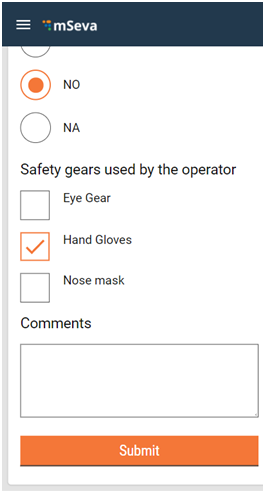 mSeva
NO
NA
Safety gears used by the operator
Eye Gear
Hand Gloves
Nose mask
Comments
Submit